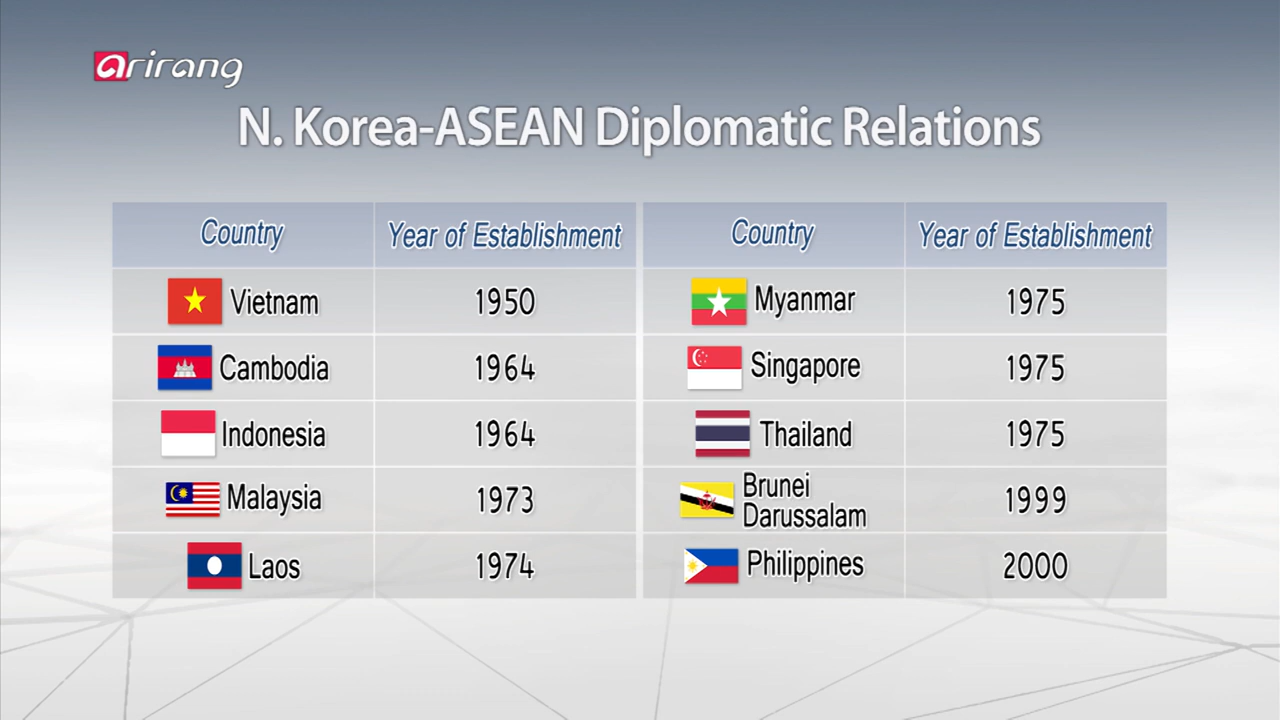 arirang
N. Korea-ASEAN Diplomatic Relations
Country Year of Establishment Country Year of Establishment
Vietnam 1950 Myanmar 1975
Cambodia 1964 Singapore 1975
Indonesia 1964 Thailand 1975
Malaysia 1973 Brunei
Darussalam 1999
Laos 1974 Philippines 2000